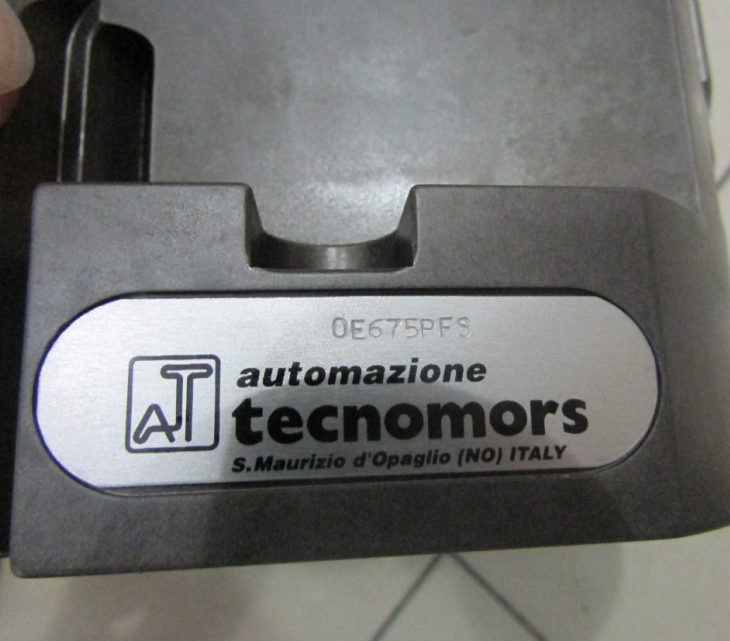 OE675PFS
AT
automazione
tecnomors
S.Maurizio d'Opaglio (NO) ITALY